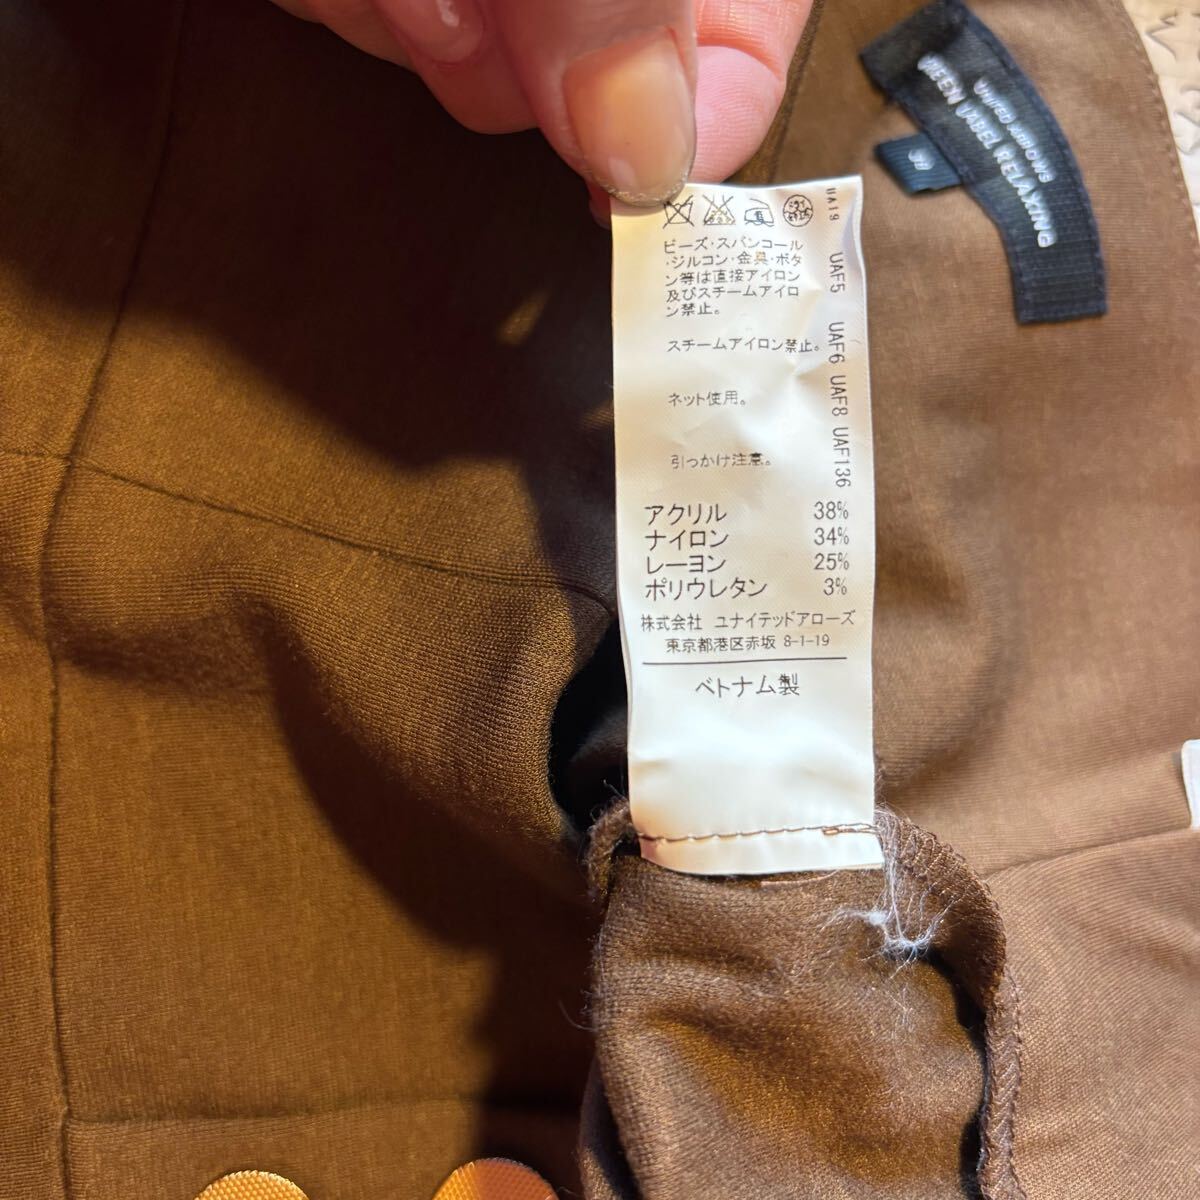 UNITED ARROWS
GREEN LABEL RELAXING
UA19
UAF5 UAF6 UAF8 UAF136
ビーズ・スパンコール
・ジルコン・金具・ボタ
ン等は直接アイロン
及びスチームアイロ
ン禁止。
スチームアイロン禁止。
ネット使用。
引っかけ注意。
アクリル 38%
ナイロン 34%
レーヨン 25%
ポリウレタン 3%
株式会社 ユナイテッドアローズ
東京都港区赤坂 8-1-19
ベトナム製